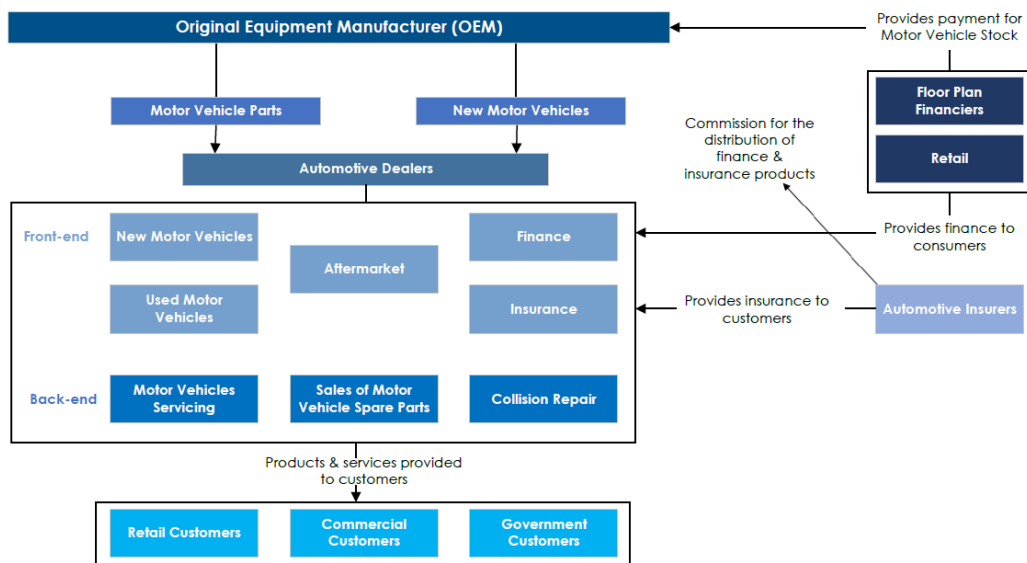 Original Equipment Manufacturer (OEM)
Provides payment for
Motor Vehicle Stock
Motor Vehicle Parts
New Motor Vehicles
Floor Plan
Financiers
Retail
Commission for the
distribution of
finance &
insurance products
Automotive Dealers
Front-end
New Motor Vehicles
Aftermarket
Finance
Provides finance to
consumers
Used Motor
Vehicles
Insurance
Provides insurance to
customers
Automotive Insurers
Back-end
Motor Vehicles
Servicing
Sales of Motor
Vehicle Spare Parts
Collision Repair
Products & services provided
to customers
Retail Customers
Commercial
Customers
Government
Customers